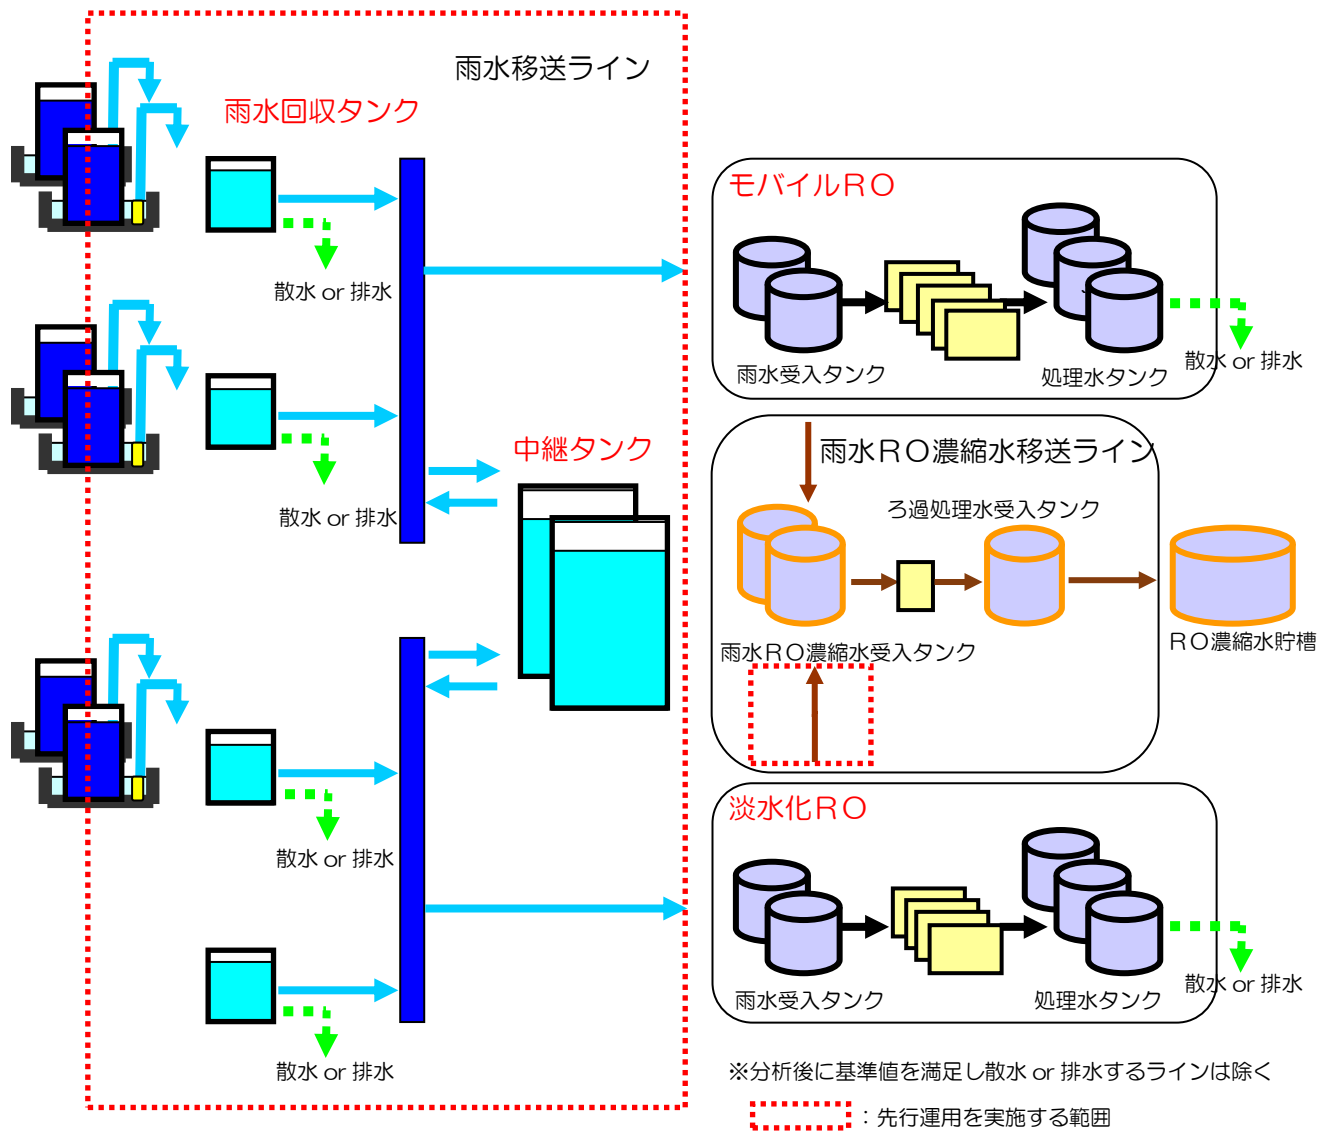 雨水移送ライン
雨水回収タンク
散水 or 排水
散水 or 排水
中継タンク
散水 or 排水
散水 or 排水
モバイルRO
雨水受入タンク
処理水タンク
散水 or 排水
雨水RO濃縮水移送ライン
ろ過処理水受入タンク
雨水RO濃縮水受入タンク
RO濃縮水貯槽
淡水化RO
雨水受入タンク
処理水タンク
散水 or 排水
※分析後に基準値を満足し散水 or 排水するラインは除く
：先行運用を実施する範囲